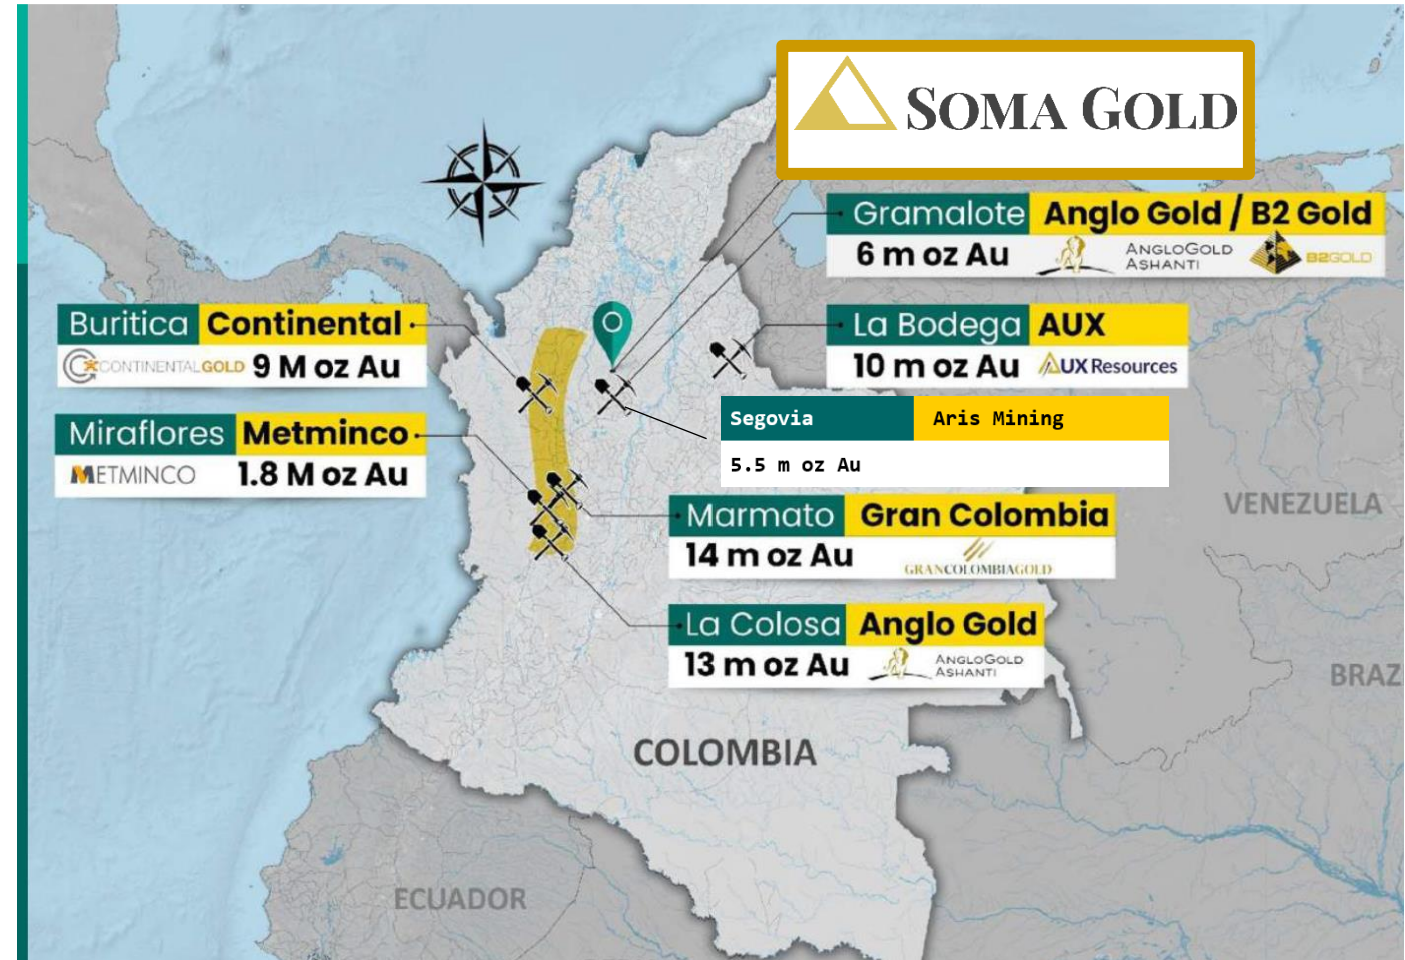 SOMA GOLD
Gramalote Anglo Gold / B2 Gold
6 m oz Au ANGLOGOLD ASHANTI B2GOLD
Buritica Continental
CONTINENTAL GOLD 9 M oz Au
La Bodega AUX
10 m oz Au AUX Resources
Segovia Aris Mining
5.5 m oz Au
Miraflores Metminco
METMINCO 1.8 M oz Au
Marmato Gran Colombia
14 m oz Au GRANCOLOMBIAGOLD
La Colosa Anglo Gold
13 m oz Au ANGLOGOLD ASHANTI
VENEZUELA
BRAZ
COLOMBIA
ECUADOR